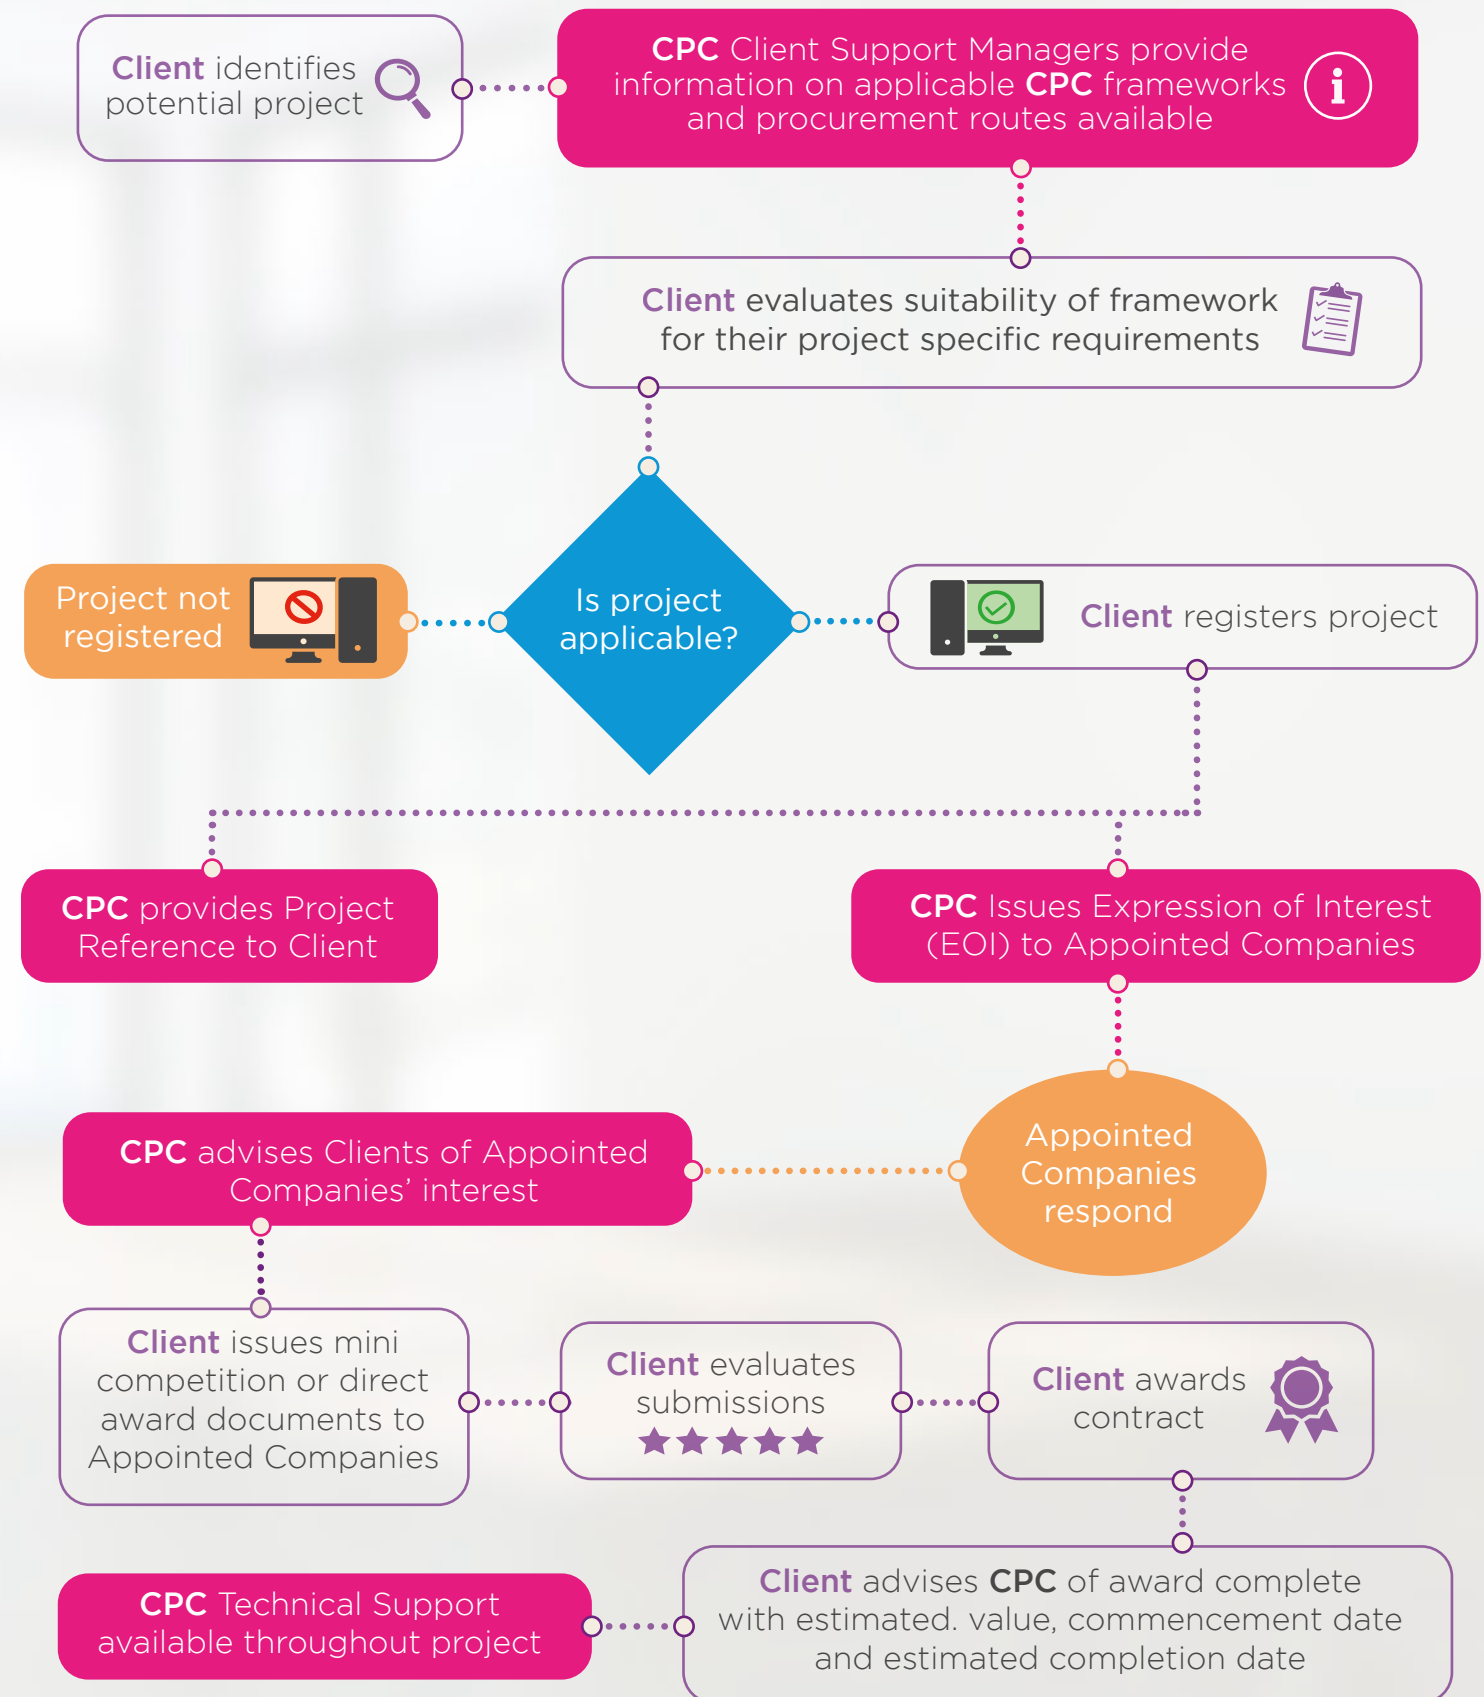 Client identifies
potential project
CPC Client Support Managers provide
information on applicable CPC frameworks
and procurement routes available
Client evaluates suitability of framework
for their project specific requirements
Is project
applicable?
Project not
registered
Client registers project
CPC provides Project
Reference to Client
CPC Issues Expression of Interest
(EOI) to Appointed Companies
Appointed
Companies
respond
CPC advises Clients of Appointed
Companies’ interest
Client issues mini
competition or direct
award documents to
Appointed Companies
Client evaluates
submissions
Client awards
contract
Client advises CPC of award complete
with estimated. value, commencement date
and estimated completion date
CPC Technical Support
available throughout project